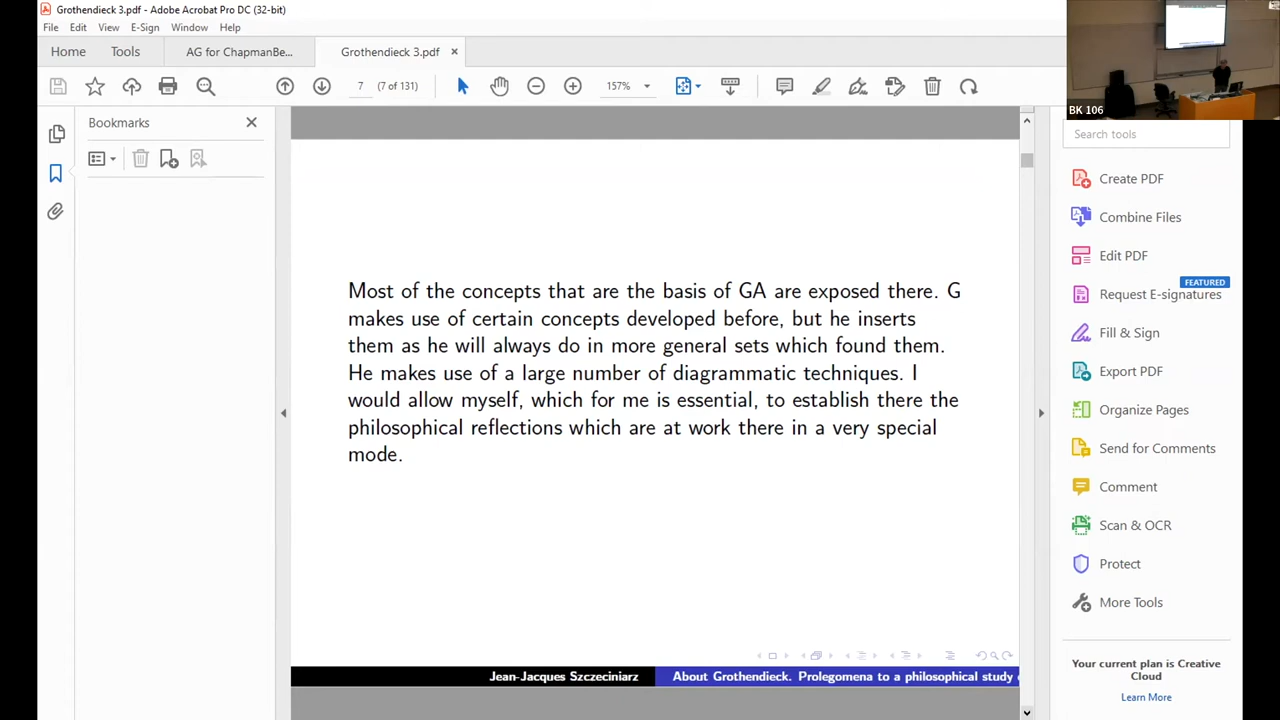 Grothendieck 3.pdf - Adobe Acrobat Pro DC (32-bit)
File Edit View E-Sign Window Help
Home Tools AG for ChapmanBe... Grothendieck 3.pdf
7 (7 of 131) 157%
BK 106
Bookmarks
Search tools
Create PDF
Combine Files
Edit PDF
FEATURED
Request E-signatures
Fill & Sign
Export PDF
Organize Pages
Send for Comments
Comment
Scan & OCR
Protect
More Tools
Your current plan is Creative
Cloud
Learn More
Most of the concepts that are the basis of GA are exposed there. G
makes use of certain concepts developed before, but he inserts
them as he will always do in more general sets which found them.
He makes use of a large number of diagrammatic techniques. I
would allow myself, which for me is essential, to establish there the
philosophical reflections which are at work there in a very special
mode.
Jean-Jacques Szczeciniarz About Grothendieck. Prolegomena to a philosophical study